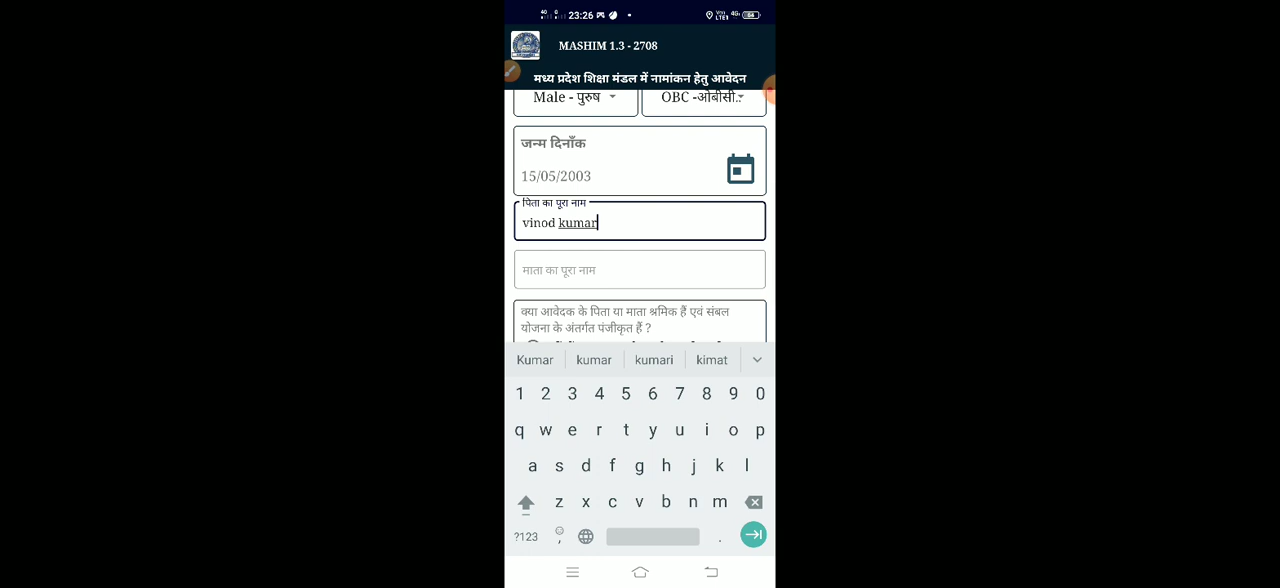 23:26
MASHIM 1.3 - 2708
मध्य प्रदेश शिक्षा मंडल में नामांकन हेतु आवेदन
Male - पुरुष OBC -ओबीसी..
जन्म दिनाँक
15/05/2003
पिता का पूरा नाम
vinod kumar
माता का पूरा नाम
क्या आवेदक के पिता या माता श्रमिक हैं एवं संबल
योजना के अंतर्गत पंजीकृत हैं ?
Kumar kumar kumari kimat
1 2 3 4 5 6 7 8 9 0
q w e r t y u i o p
a s d f g h j k l
z x c v b n m
?123 , .